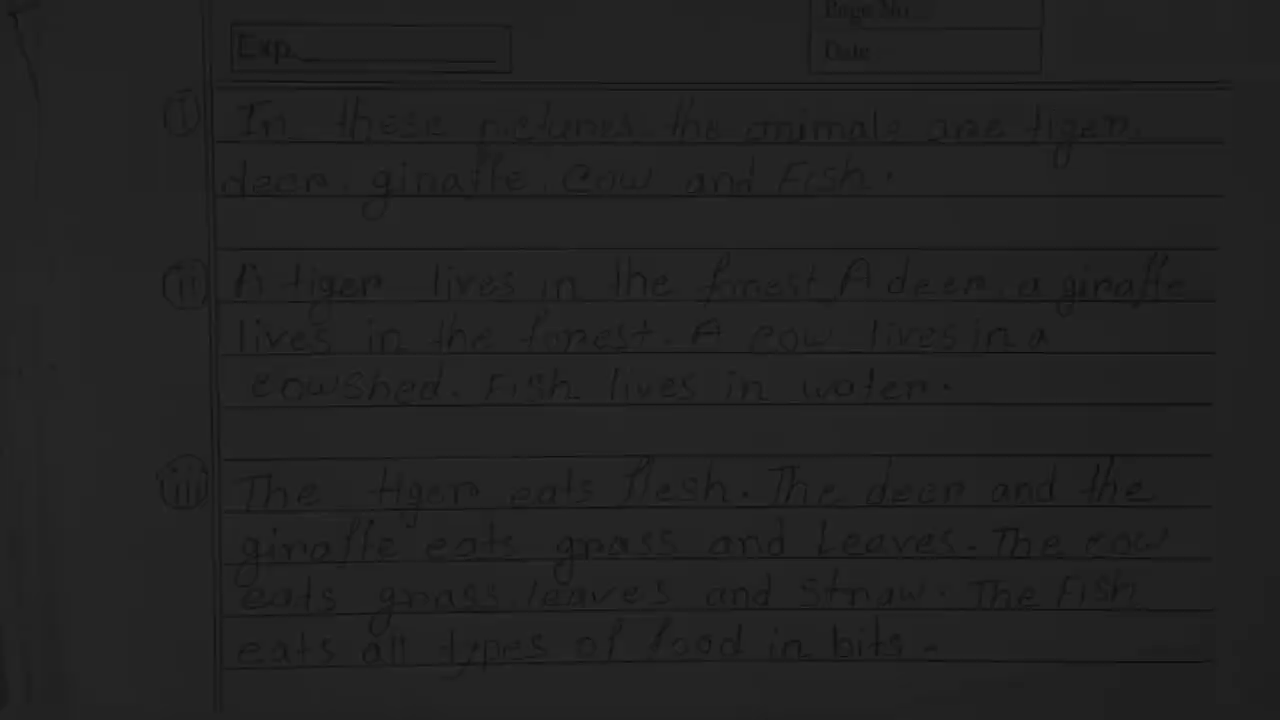 Page No.
Exp.
Date
(i) In these pictures the animals are tiger,
deer, giraffe, cow and Fish.
(ii) A tiger lives in the forest A deer, a giraffe
lives in the forest. A cow lives in a
cowshed. Fish lives in water.
(iii) The tiger eats flesh. The deer and the
giraffe eats grass and leaves. The cow
eats grass, leaves and straw. The Fish
eats all types of food in bits.